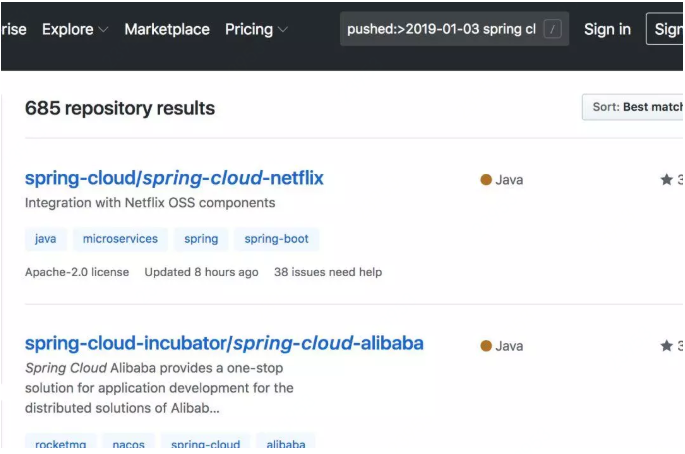 rise Explore Marketplace Pricing pushed:>2019-01-03 spring cl / Sign in Sign
685 repository results Sort: Best match
spring-cloud/spring-cloud-netflix Java 3
Integration with Netflix OSS components
java microservices spring spring-boot
Apache-2.0 license Updated 8 hours ago 38 issues need help
spring-cloud-incubator/spring-cloud-alibaba Java 3
Spring Cloud Alibaba provides a one-stop
solution for application development for the
distributed solutions of Alibab...
rocketmq nacos spring-cloud alibaba